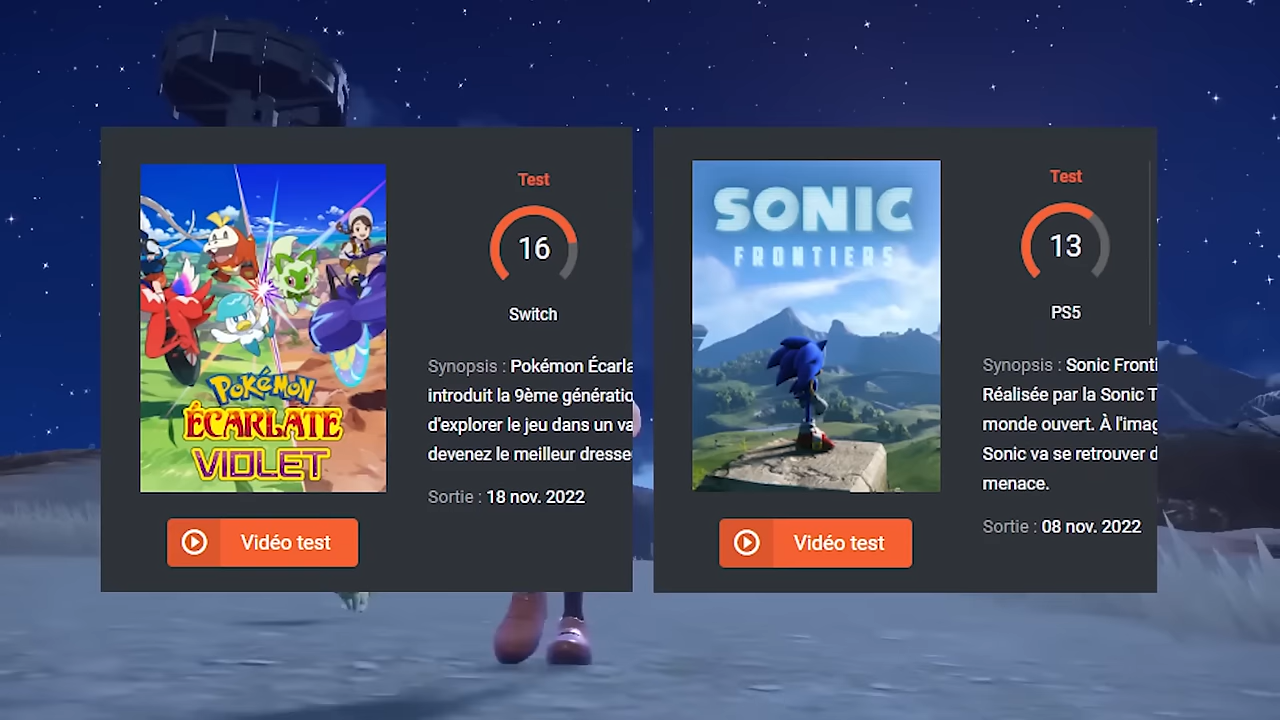 Test
16
Switch
POKÉMON
ÉCARLATE
VIOLET
Synopsis : Pokémon Écarla
introduit la 9ème génératio
d'explorer le jeu dans un va
devenez le meilleur dresse
Sortie : 18 nov. 2022
Vidéo test
SONIC
FRONTIERS
Test
13
PS5
Synopsis : Sonic Fronti
Réalisée par la Sonic T
monde ouvert. À l'imag
Sonic va se retrouver d
menace.
Sortie : 08 nov. 2022
Vidéo test